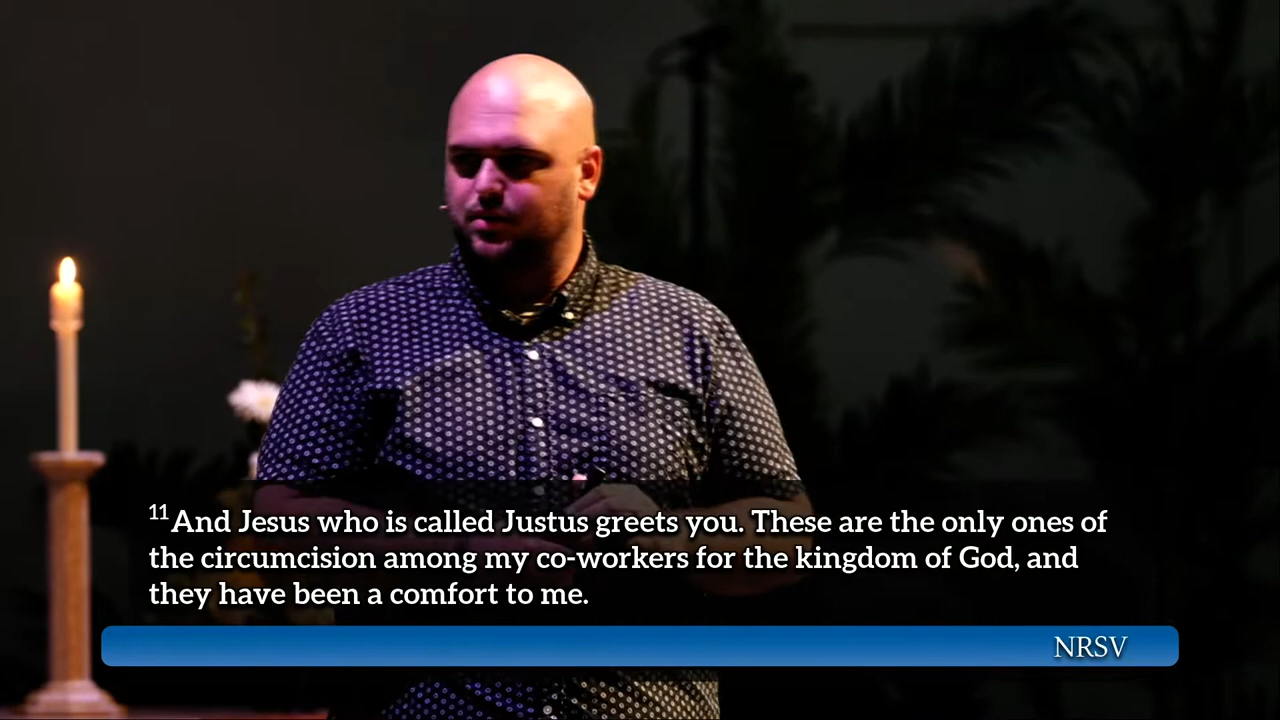 ¹¹And Jesus who is called Justus greets you. These are the only ones of
the circumcision among my co-workers for the kingdom of God, and
they have been a comfort to me.
NRSV